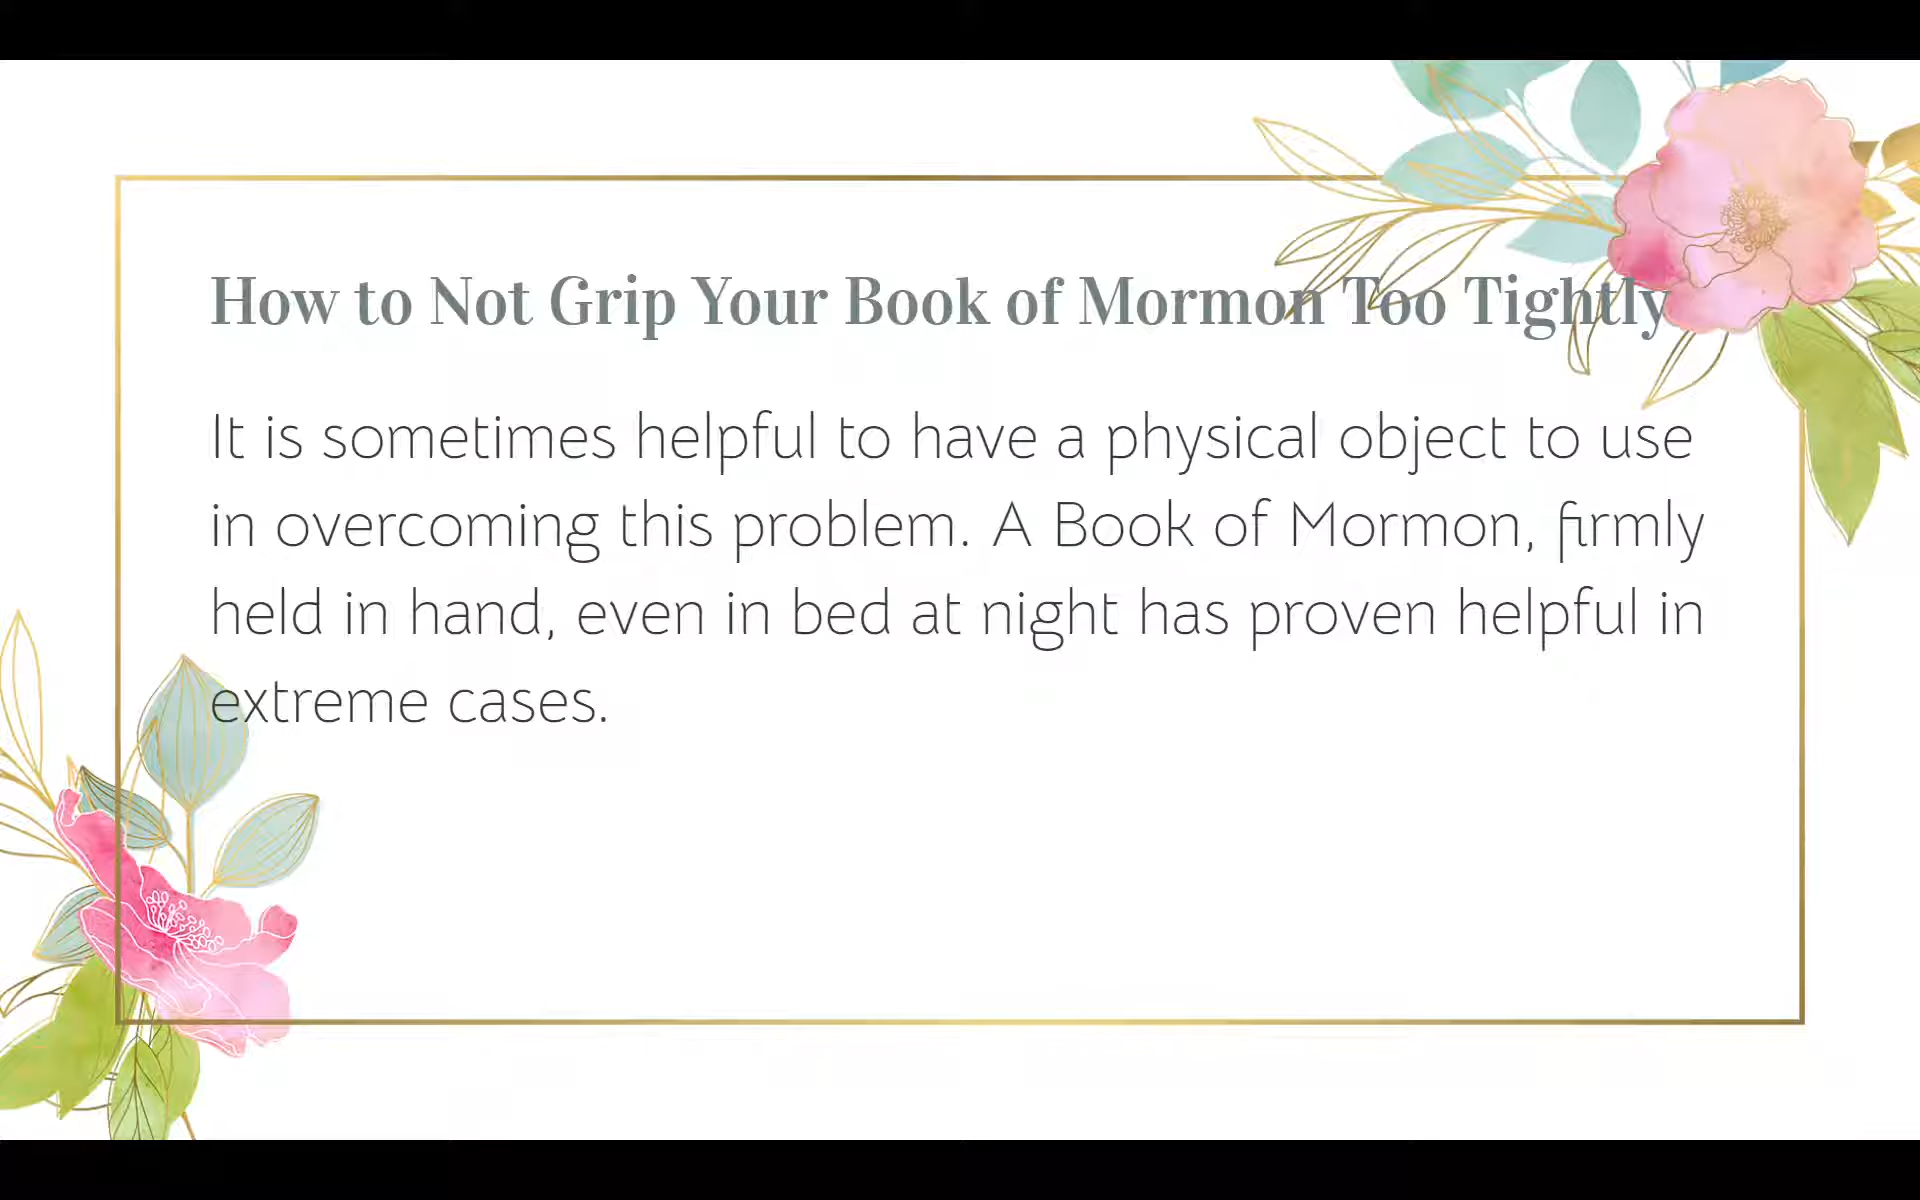 How to Not Grip Your Book of Mormon Too Tightly
It is sometimes helpful to have a physical object to use
in overcoming this problem. A Book of Mormon, firmly
held in hand, even in bed at night has proven helpful in
extreme cases.